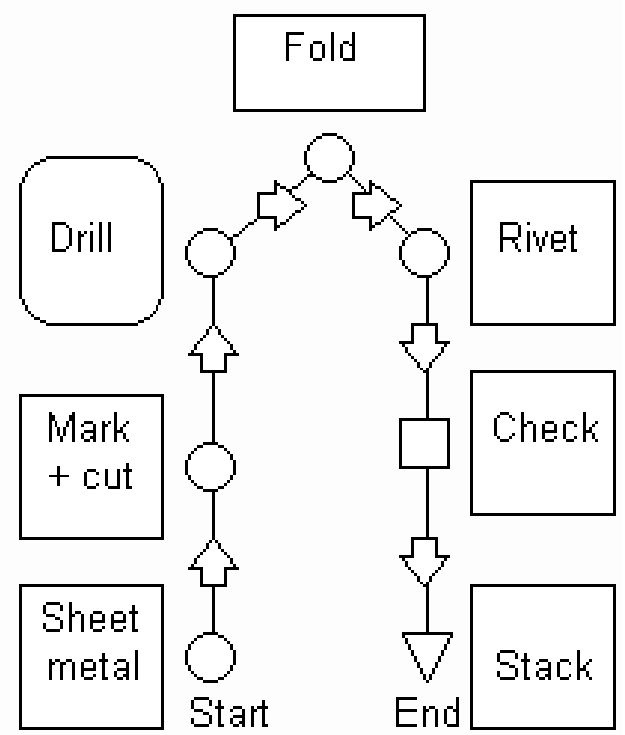 Fold
Drill
Rivet
Mark
+ cut
Check
Sheet
metal
Stack
Start
End